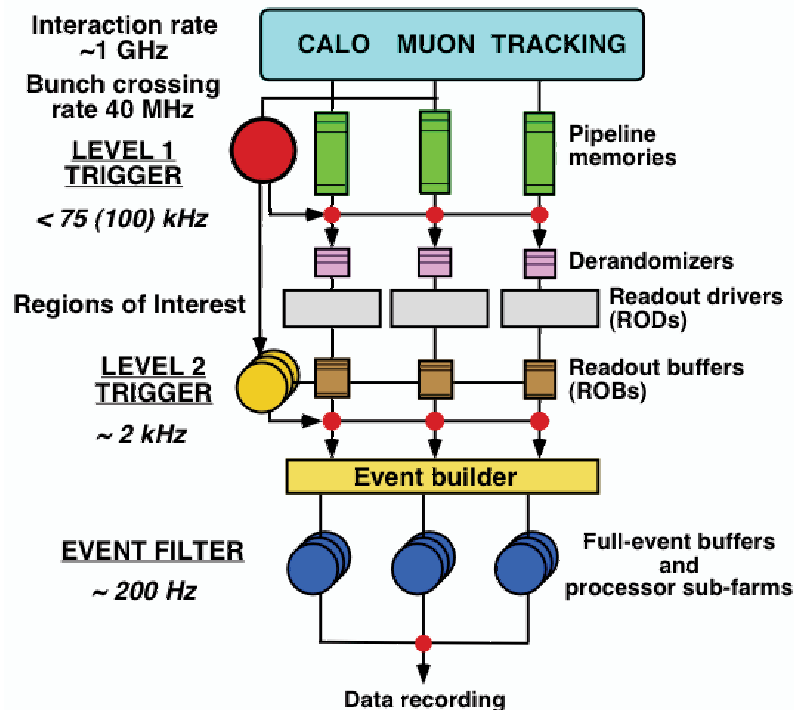 Interaction rate
~1 GHz
CALO MUON TRACKING
Bunch crossing
rate 40 MHz
LEVEL 1
TRIGGER
Pipeline
memories
< 75 (100) kHz
Derandomizers
Regions of Interest
Readout drivers
(RODs)
LEVEL 2
TRIGGER
Readout buffers
(ROBs)
~ 2 kHz
Event builder
EVENT FILTER
~ 200 Hz
Full-event buffers
and
processor sub-farms
Data recording